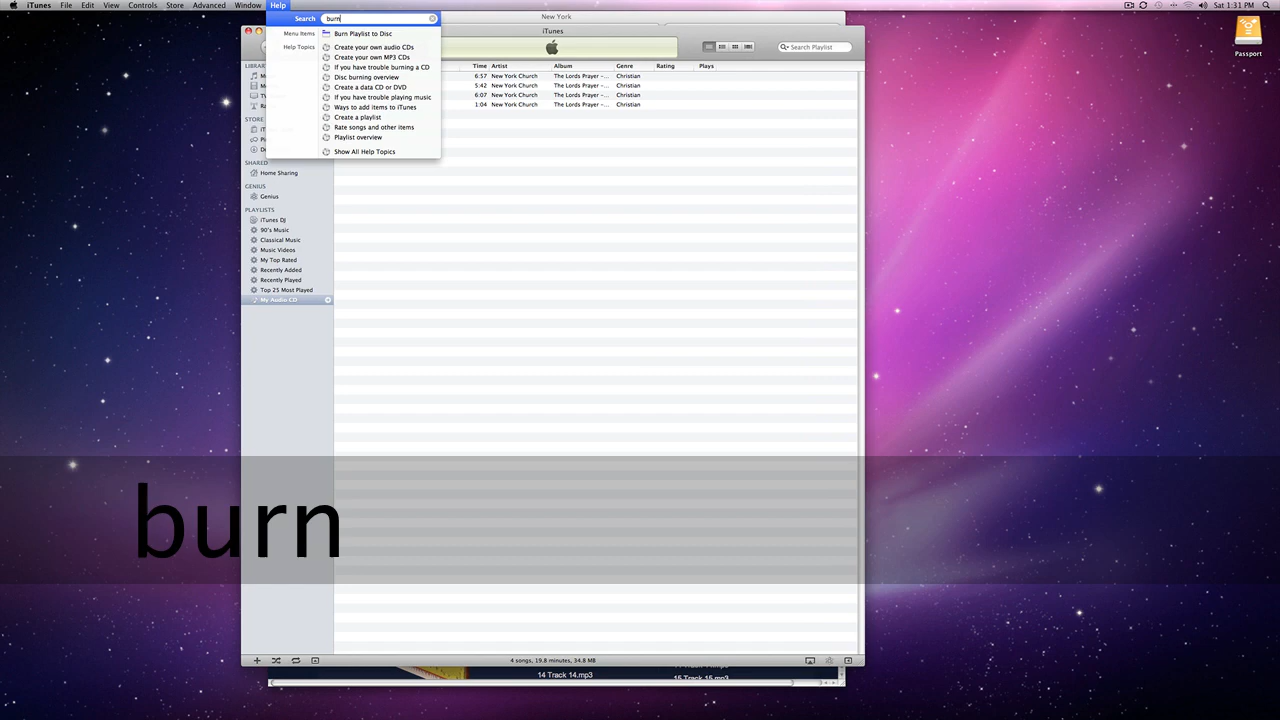 iTunes File Edit View Controls Store Advanced Window Help Sat 1:31 PM
Search burn
New York
Menu Items Burn Playlist to Disc
iTunes
Help Topics Create your own audio CDs
Search Playlist
Create your own MP3 CDs
If you have trouble burning a CD
Disc burning overview
Create a data CD or DVD
If you have trouble playing music
Ways to add items to iTunes
Create a playlist
Rate songs and other items
Playlist overview
Show All Help Topics
Passport
Time Artist Album Genre Rating Plays
6:57 New York Church The Lords Prayer -... Christian
5:42 New York Church The Lords Prayer -... Christian
6:07 New York Church The Lords Prayer -... Christian
1:04 New York Church The Lords Prayer -... Christian
STORE
SHARED
Home Sharing
GENIUS
Genius
PLAYLISTS
iTunes DJ
90's Music
Classical Music
Music Videos
My Top Rated
Recently Added
Recently Played
Top 25 Most Played
My Audio CD
burn
4 songs, 19.8 minutes, 34.8 MB
14 Track 14.mp3
15 Track 15.mp3